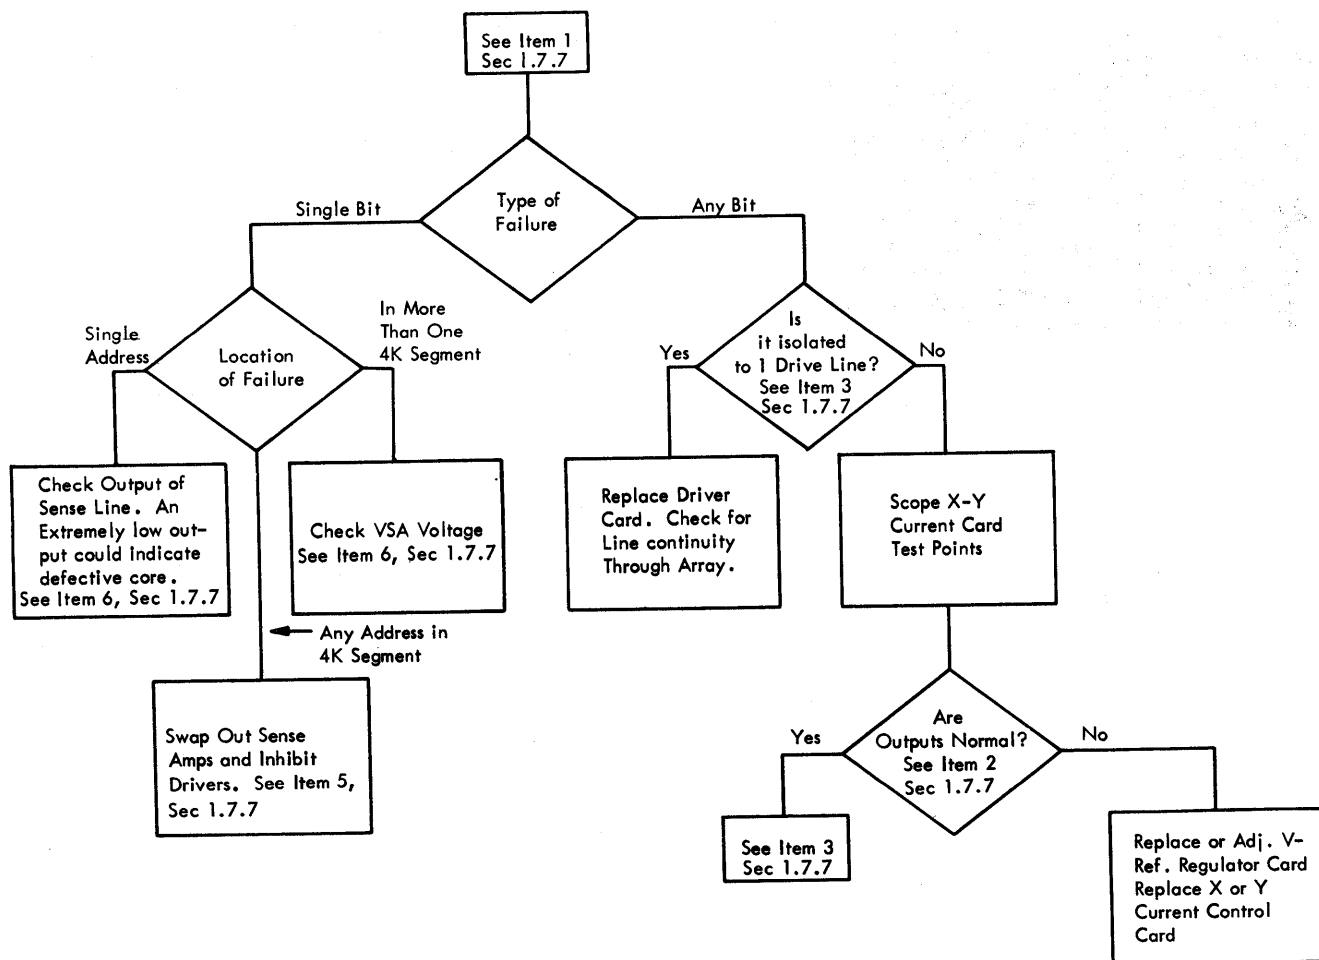 See Item 1
Sec 1.7.7
Type of
Failure
Single Bit
Any Bit
Location
of Failure
Single
Address
In More
Than One
4K Segment
Is
it isolated
to 1 Drive Line?
See Item 3
Sec 1.7.7
Yes
No
Check Output of
Sense Line. An
Extremely low out-
put could indicate
defective core.
See Item 6, Sec 1.7.7
Check VSA Voltage
See Item 6, Sec 1.7.7
Any Address in
4K Segment
Swap Out Sense
Amps and Inhibit
Drivers. See Item 5,
Sec 1.7.7
Replace Driver
Card. Check for
Line continuity
Through Array.
Scope X-Y
Current Card
Test Points
Are
Outputs Normal?
See Item 2
Sec 1.7.7
Yes
No
See Item 3
Sec 1.7.7
Replace or Adj. V-
Ref. Regulator Card
Replace X or Y
Current Control
Card